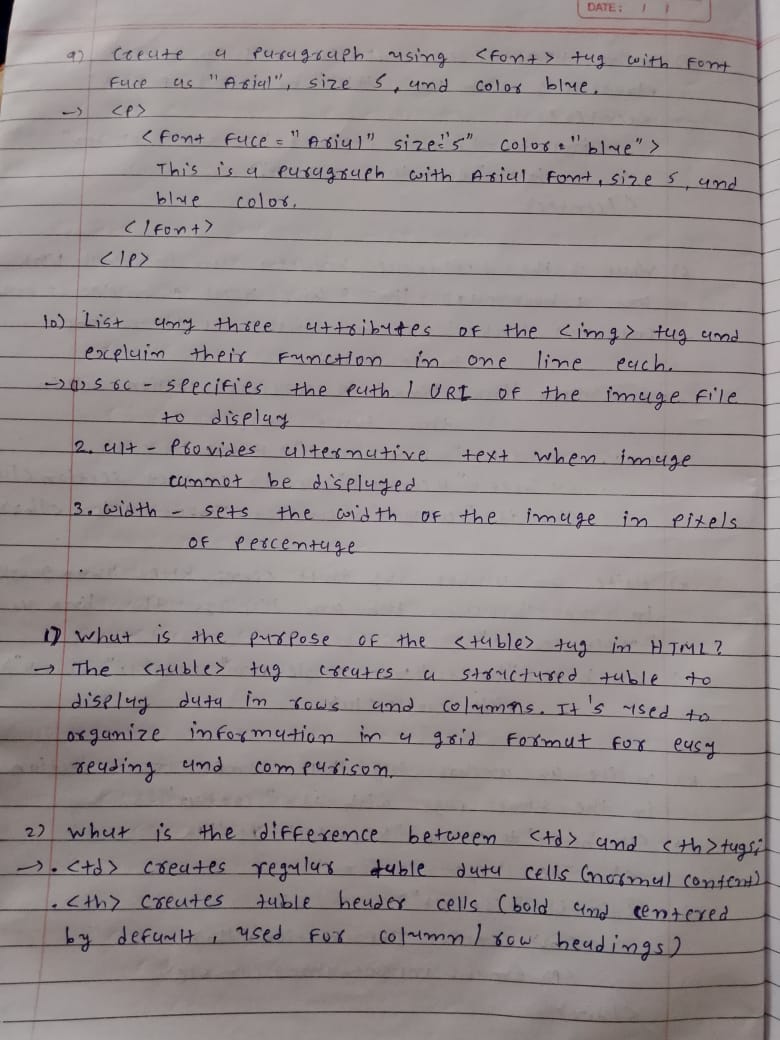 DATE: / /
9) Create a paragraph using <font> tag with font
face as "Arial", size 5, and color blue.
→ <p>
<font face = "Arial" size="5" color = "blue">
This is a paragraph with Arial font, size 5, and
blue color.
</font>
</p>
10) List any three attributes of the <img> tag and
explain their function in one line each.
→ 1) src - specifies the path / URI of the image file
to display
2. alt - Provides alternative text when image
cannot be displayed
3. width - sets the width of the image in pixels
of percentage
1) what is the purpose of the <table> tag in HTML?
→ The <table> tag creates a structured table to
display data in rows and columns. It's used to
organize information in a grid format for easy
reading and comparison.
2) what is the difference between <td> and <th> tags?
→ . <td> creates regular table data cells (normal content)
. <th> creates table header cells (bold and centered
by default, used for column / row headings)